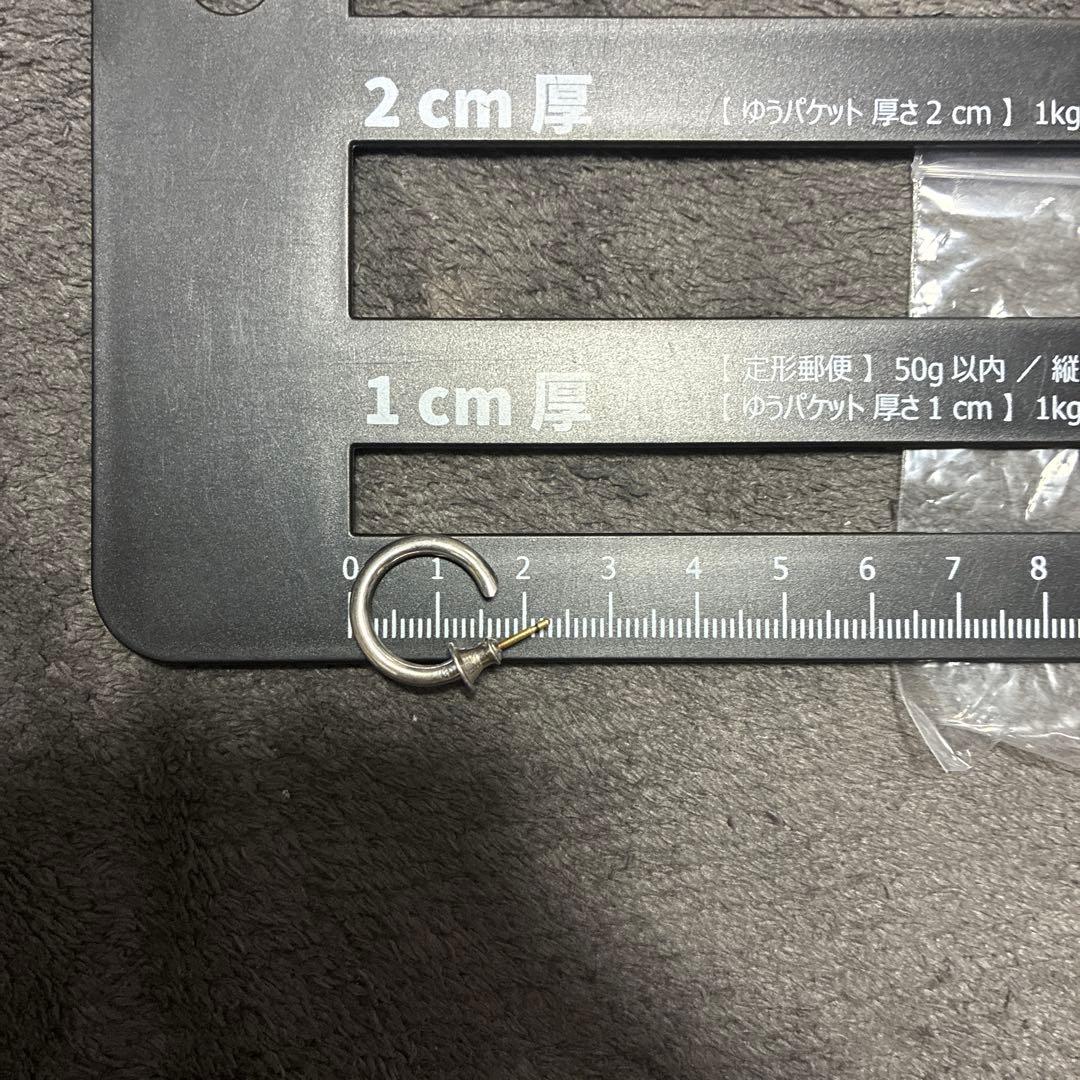 2 cm 厚
【 ゆうパケット 厚さ 2 cm 】 1kg
【 定形郵便 】 50g 以内 ／ 縦
1 cm 厚
【 ゆうパケット 厚さ 1 cm 】 1kg
0 1 2 3 4 5 6 7 8